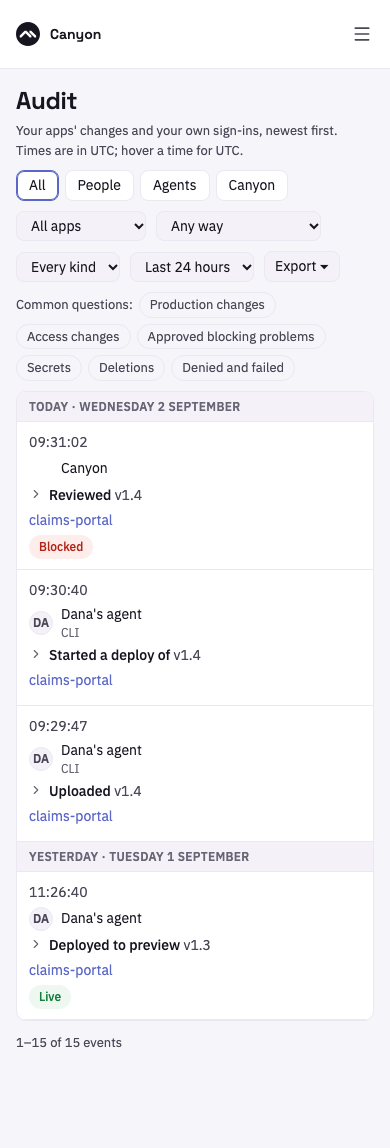 Canyon
Audit
Your apps' changes and your own sign-ins, newest first.
Times are in UTC; hover a time for UTC.
All People Agents Canyon
All apps Any way
Every kind Last 24 hours Export
Common questions: Production changes
Access changes Approved blocking problems
Secrets Deletions Denied and failed
TODAY · WEDNESDAY 2 SEPTEMBER
09:31:02
Canyon
Reviewed v1.4
claims-portal
Blocked
09:30:40
DA Dana's agent
CLI
Started a deploy of v1.4
claims-portal
09:29:47
DA Dana's agent
CLI
Uploaded v1.4
claims-portal
YESTERDAY · TUESDAY 1 SEPTEMBER
11:26:40
DA Dana's agent
Deployed to preview v1.3
claims-portal
Live
1–15 of 15 events